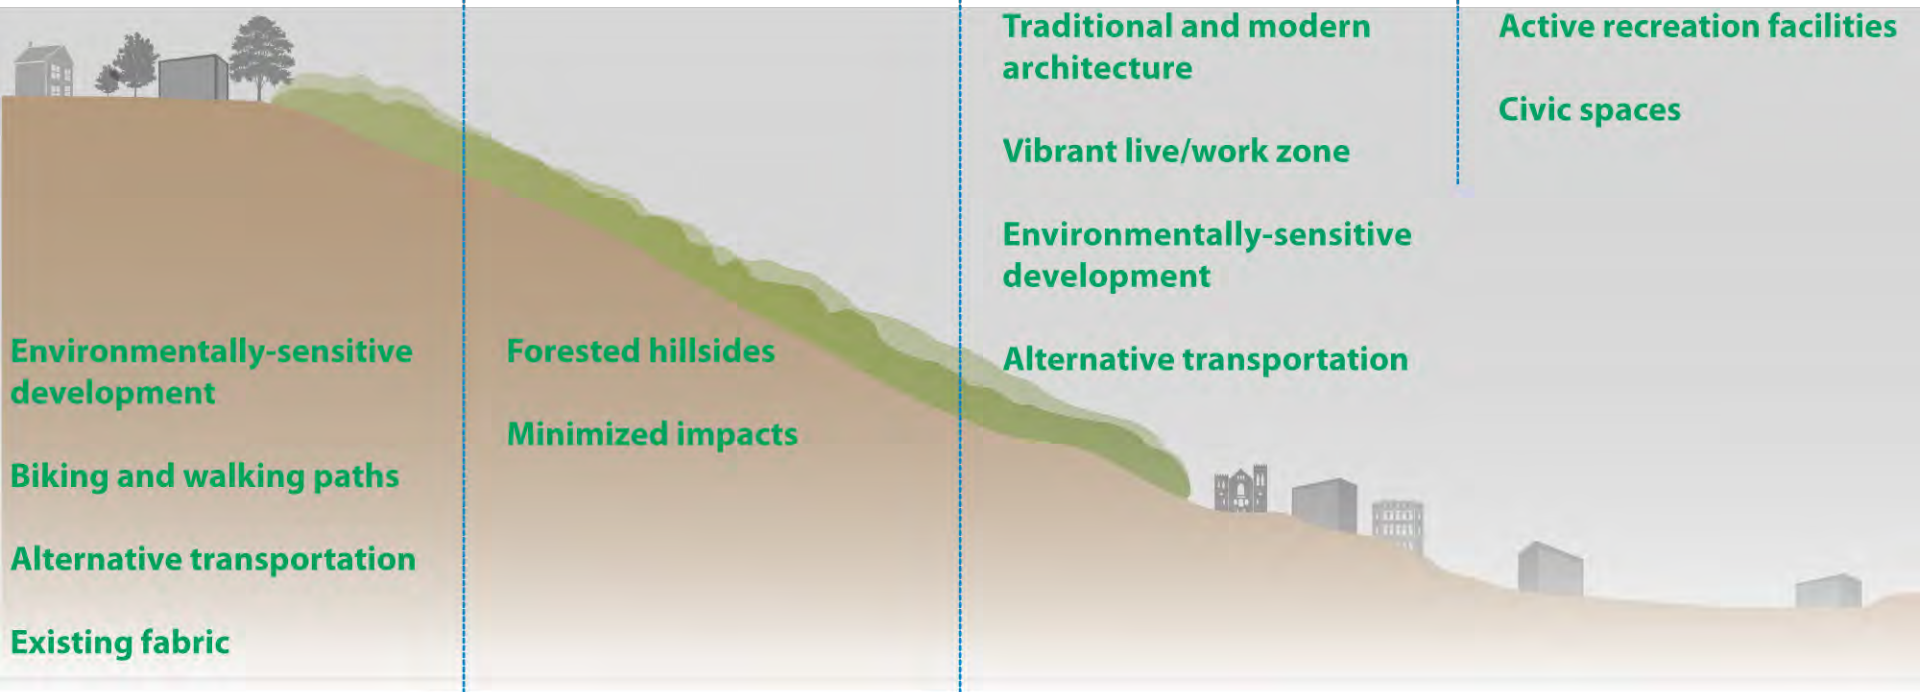 Environmentally-sensitive
development
Biking and walking paths
Alternative transportation
Existing fabric
Forested hillsides
Minimized impacts
Traditional and modern
architecture
Vibrant live/work zone
Environmentally-sensitive
development
Alternative transportation
Active recreation facilities
Civic spaces